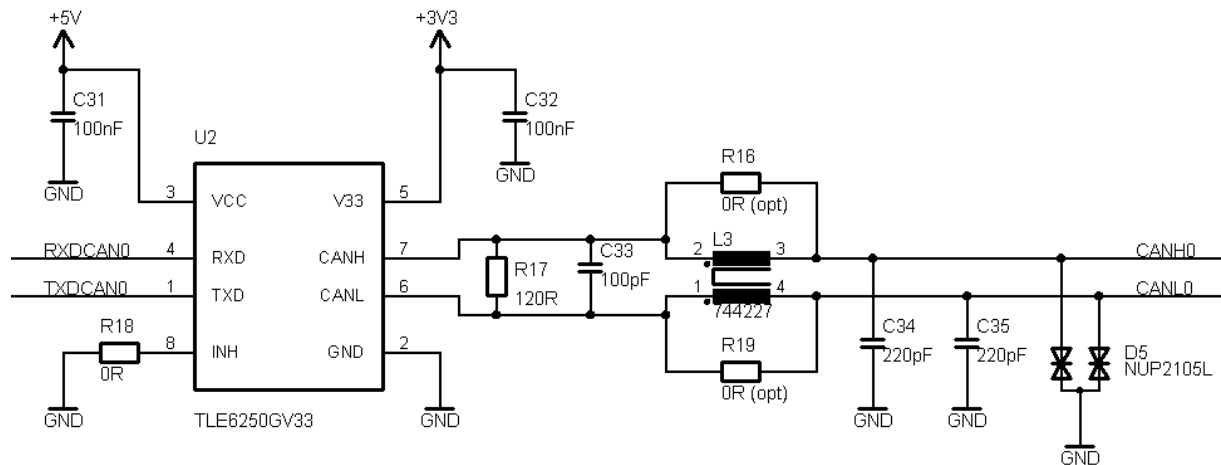 +5V
+3V3
C31
100nF
GND
C32
100nF
GND
U2
3 VCC
V33 5
RXDCAN0
4 RXD
CANH 7
TXDCAN0
1 TXD
CANL 6
R18
0R
8 INH
GND 2
GND
TLE6250GV33
GND
R17
120R
C33
100pF
R16
0R (opt)
2 L3 3
1 4
744227
R19
0R (opt)
CANH0
CANL0
C34
220pF
GND
C35
220pF
GND
D5
NUP2105L
GND